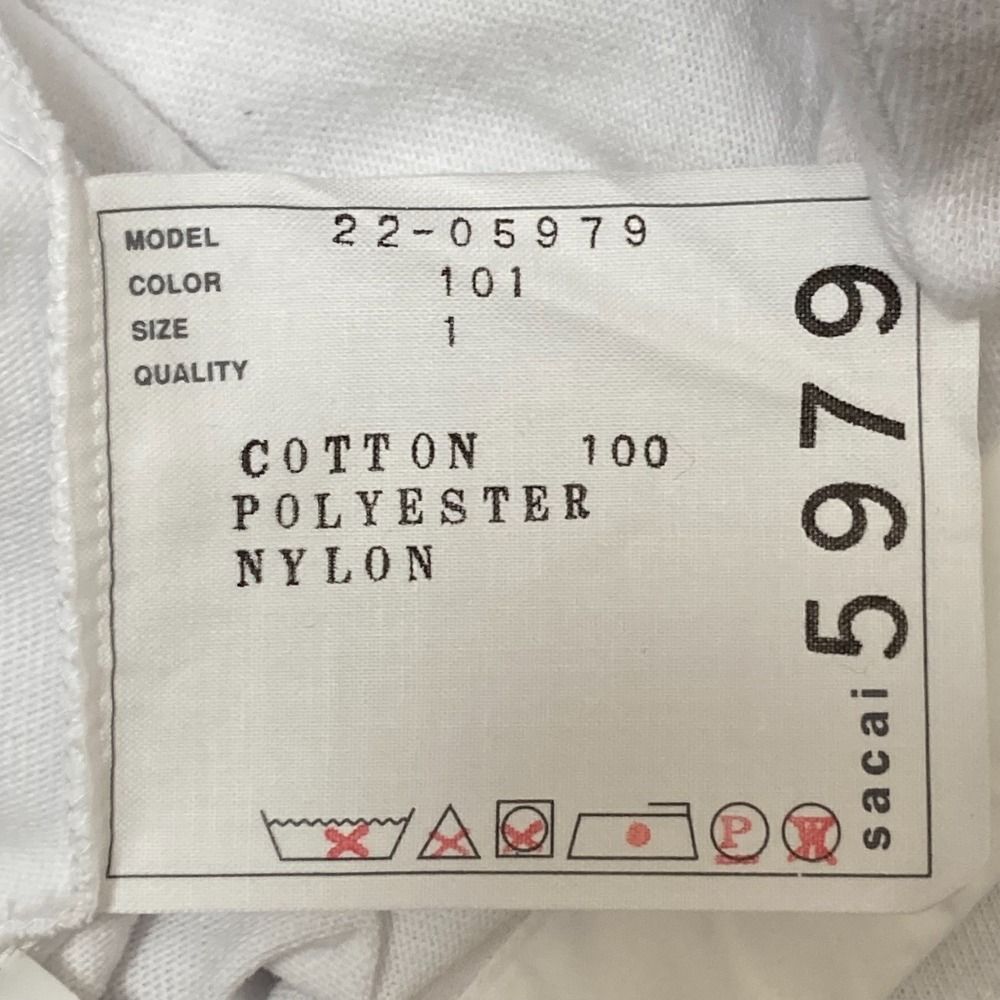 MODEL 22-05979
COLOR 101
SIZE 1
QUALITY
COTTON 100
POLYESTER
NYLON
P
W
sacai 5979